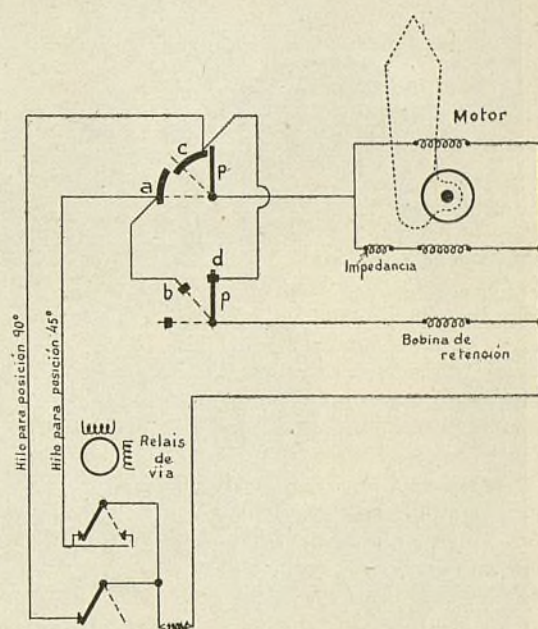 Motor
c
p
a
Impedancia
d
b
p
Bobina de
retención
Hilo para posición 90°
Hilo para posición 45°
Relais
de
via